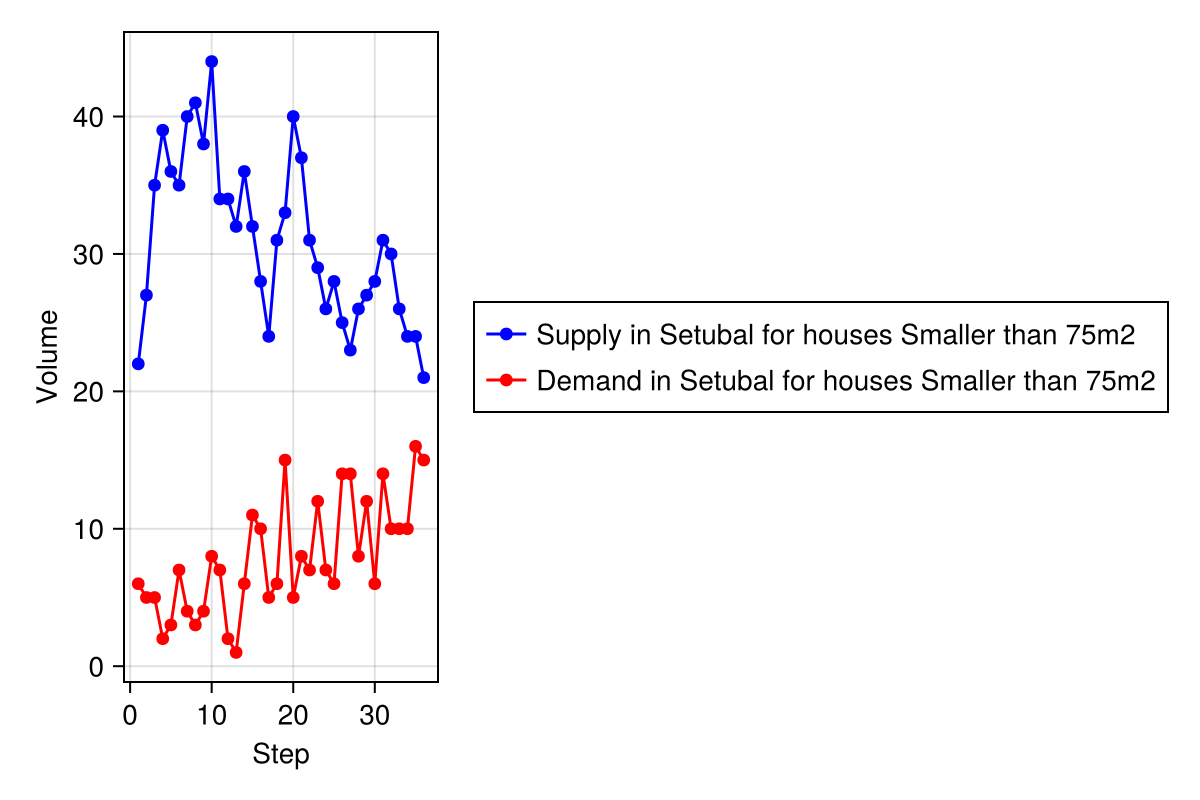 Volume
40
30
20
10
0
0 10 20 30
Step
Supply in Setubal for houses Smaller than 75m2
Demand in Setubal for houses Smaller than 75m2